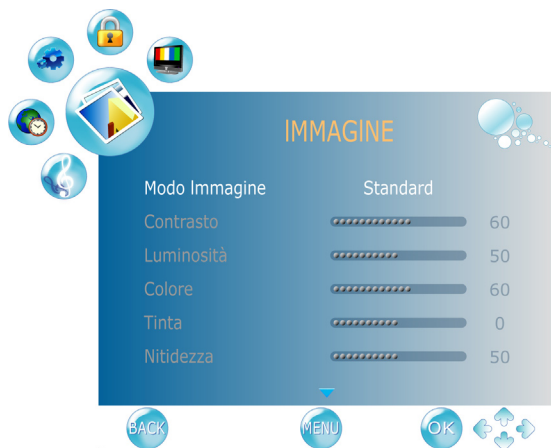 IMMAGINE
Modo Immagine Standard
Contrasto 60
Luminosità 50
Colore 60
Tinta 0
Nitidezza 50
BACK MENU OK